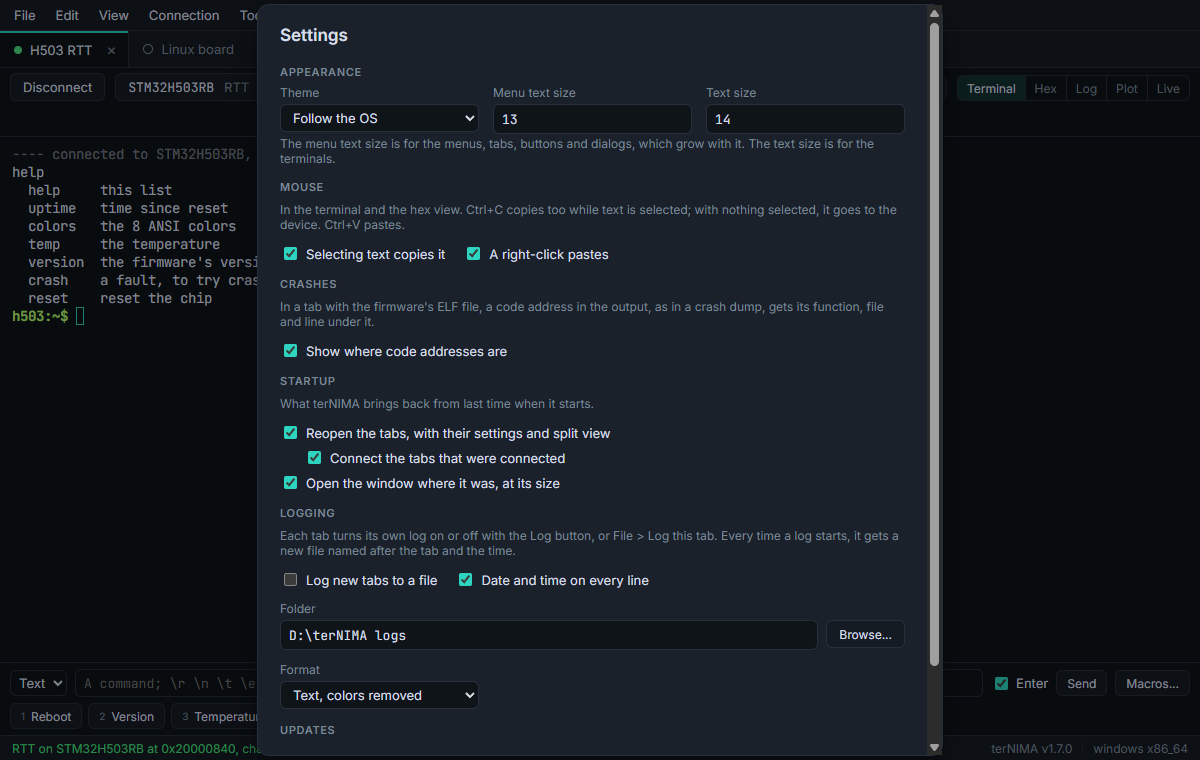 File Edit View Connection
H503 RTT × Linux board
Disconnect STM32H503RB RTT
Terminal Hex Log Plot Live
---- connected to STM32H503RB,
help
help this list
uptime time since reset
colors the 8 ANSI colors
temp the temperature
version the firmware's
crash a fault, to try
reset reset the chip
h503:~$
Settings
APPEARANCE
Theme Menu text size Text size
Follow the OS 13 14
The menu text size is for the menus, tabs, buttons and dialogs, which grow with it. The text size is for the
terminals.
MOUSE
In the terminal and the hex view. Ctrl+C copies too while text is selected; with nothing selected, it goes to the
device. Ctrl+V pastes.
Selecting text copies it A right-click pastes
CRASHES
In a tab with the firmware's ELF file, a code address in the output, as in a crash dump, gets its function, file
and line under it.
Show where code addresses are
STARTUP
What terNIMA brings back from last time when it starts.
Reopen the tabs, with their settings and split view
Connect the tabs that were connected
Open the window where it was, at its size
LOGGING
Each tab turns its own log on or off with the Log button, or File > Log this tab. Every time a log starts, it gets a
new file named after the tab and the time.
Log new tabs to a file Date and time on every line
Folder
D:\terNIMA logs Browse...
Format
Text, colors removed
UPDATES
Text A command; \r \n \t \e Enter Send Macros...
1 Reboot 2 Version 3
RTT on STM32H503RB at 0x20000840, terNIMA v1.7.0 windows x86_64